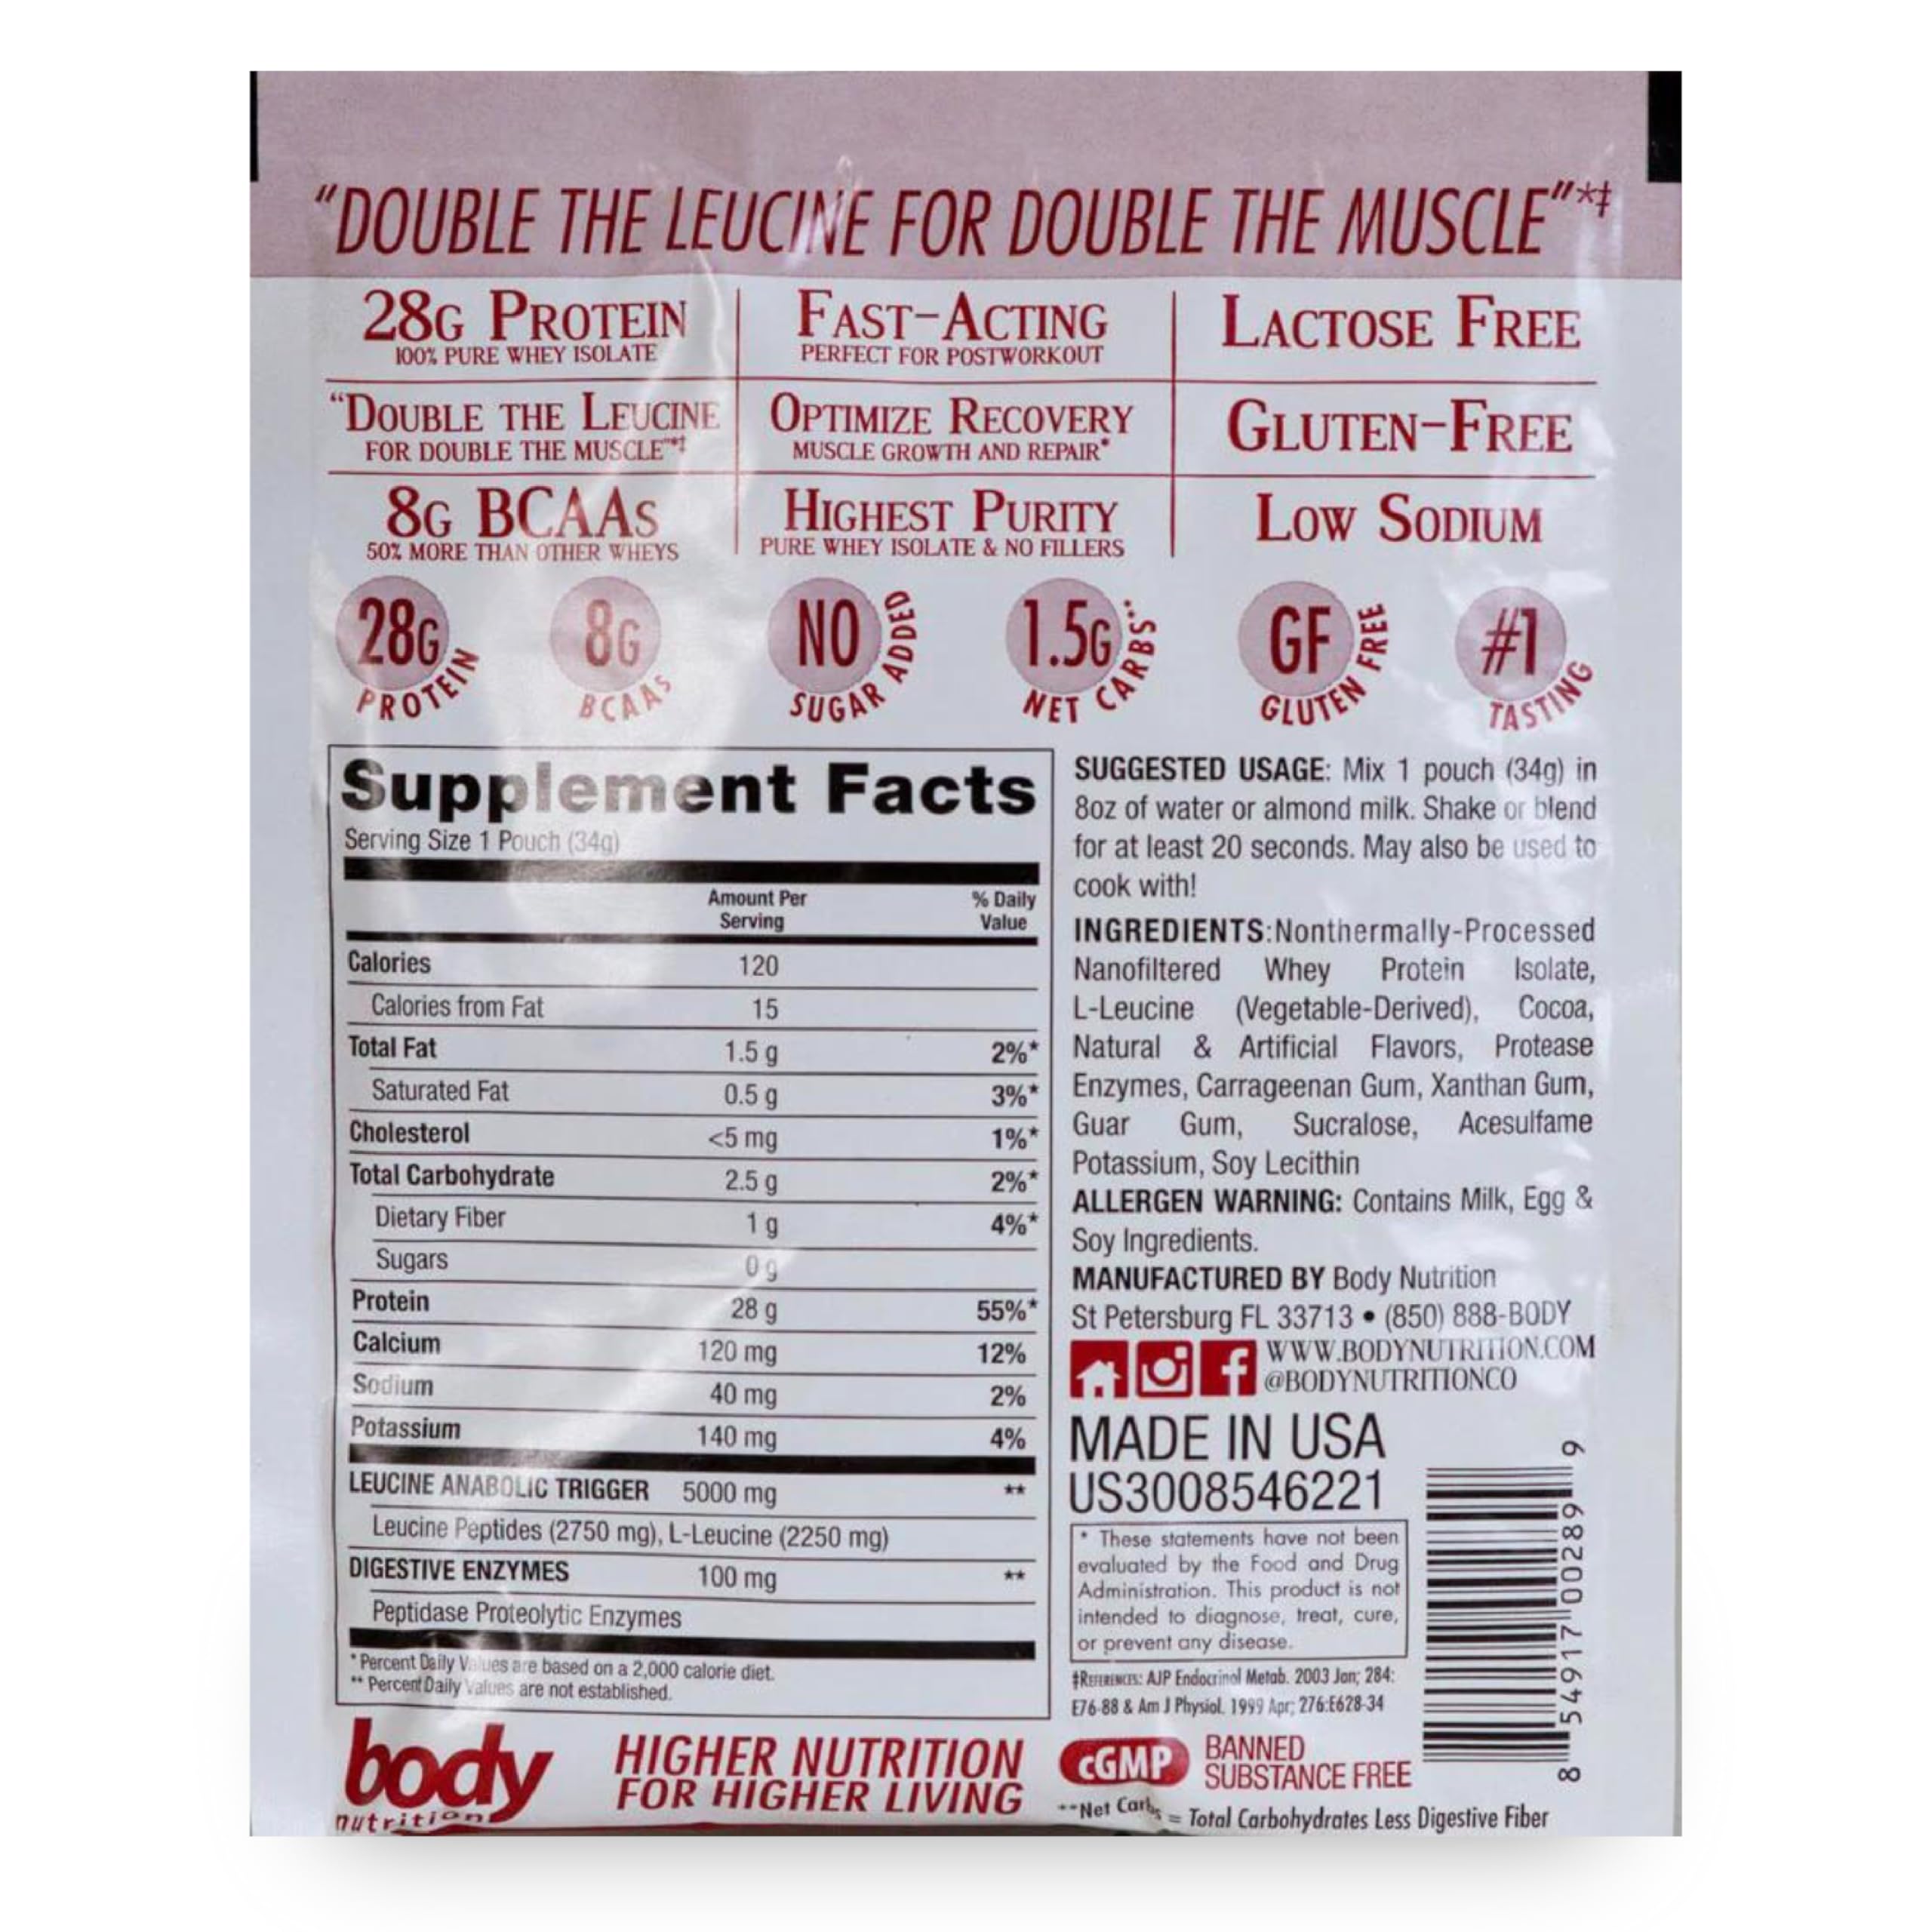 "DOUBLE THE LEUCINE FOR DOUBLE THE MUSCLE"*‡
28G PROTEIN
100% PURE WHEY ISOLATE
FAST-ACTING
PERFECT FOR POSTWORKOUT
LACTOSE FREE
"DOUBLE THE LEUCINE
FOR DOUBLE THE MUSCLE"*‡
OPTIMIZE RECOVERY
MUSCLE GROWTH AND REPAIR*
GLUTEN-FREE
8G BCAAS
50% MORE THAN OTHER WHEYS
HIGHEST PURITY
PURE WHEY ISOLATE & NO FILLERS
LOW SODIUM
28G PROTEIN
8G BCAAS
NO SUGAR ADDED
1.5G NET CARBS**
GF GLUTEN FREE
#1 TASTING
Supplement Facts
Serving Size 1 Pouch (34g)
Amount Per Serving
% Daily Value
Calories 120
Calories from Fat 15
Total Fat 1.5 g 2%*
Saturated Fat 0.5 g 3%*
Cholesterol <5 mg 1%*
Total Carbohydrate 2.5 g 2%*
Dietary Fiber 1 g 4%*
Sugars 0 g
Protein 28 g 55%*
Calcium 120 mg 12%
Sodium 40 mg 2%
Potassium 140 mg 4%
LEUCINE ANABOLIC TRIGGER 5000 mg **
Leucine Peptides (2750 mg), L-Leucine (2250 mg)
DIGESTIVE ENZYMES 100 mg **
Peptidase Proteolytic Enzymes
* Percent Daily Values are based on a 2,000 calorie diet.
** Percent Daily Values are not established.
SUGGESTED USAGE: Mix 1 pouch (34g) in
8oz of water or almond milk. Shake or blend
for at least 20 seconds. May also be used to
cook with!
INGREDIENTS:Nonthermally-Processed
Nanofiltered Whey Protein Isolate,
L-Leucine (Vegetable-Derived), Cocoa,
Natural & Artificial Flavors, Protease
Enzymes, Carrageenan Gum, Xanthan Gum,
Guar Gum, Sucralose, Acesulfame
Potassium, Soy Lecithin
ALLERGEN WARNING: Contains Milk, Egg &
Soy Ingredients.
MANUFACTURED BY Body Nutrition
St Petersburg FL 33713 • (850) 888-BODY
WWW.BODYNUTRITION.COM
@BODYNUTRITIONCO
MADE IN USA
US3008546221
* These statements have not been
evaluated by the Food and Drug
Administration. This product is not
intended to diagnose, treat, cure,
or prevent any disease.
‡REFERENCES: AJP Endocrinol Metab. 2003 Jan; 284:
E76-88 & Am J Physiol. 1999 Apr; 276:E628-34
8 54917 00289 9
body
nutrition
HIGHER NUTRITION
FOR HIGHER LIVING
cGMP
BANNED
SUBSTANCE FREE
**Net Carbs = Total Carbohydrates Less Digestive Fiber